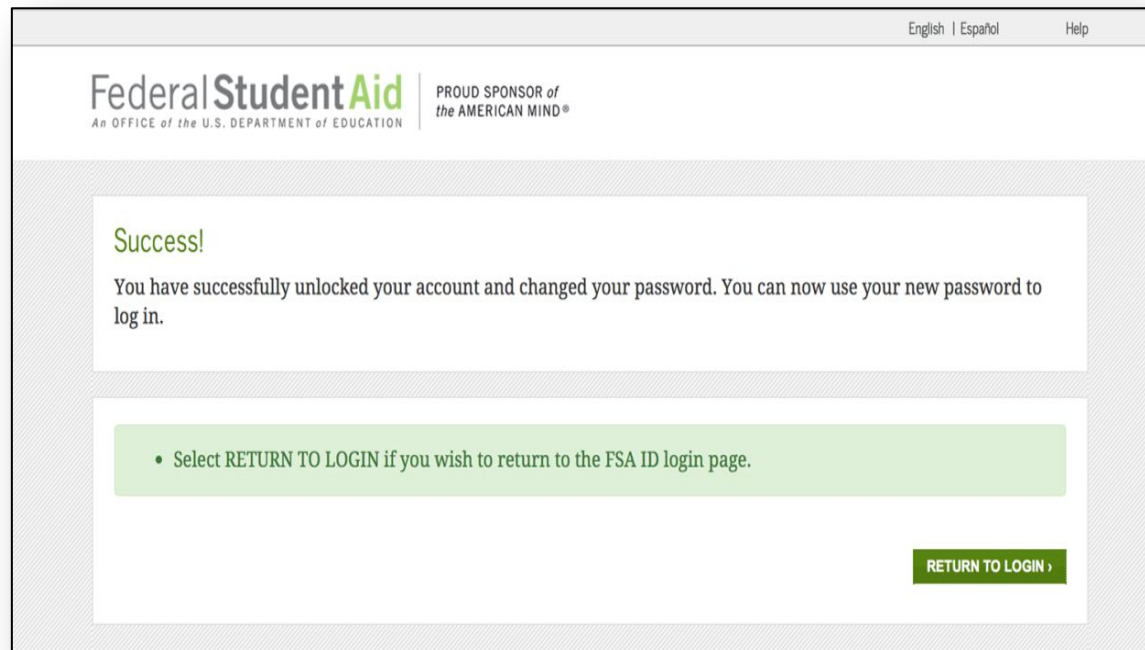 English | Español Help
Federal Student Aid
An OFFICE of the U.S. DEPARTMENT of EDUCATION
PROUD SPONSOR of
the AMERICAN MIND®
Success!
You have successfully unlocked your account and changed your password. You can now use your new password to
log in.
• Select RETURN TO LOGIN if you wish to return to the FSA ID login page.
RETURN TO LOGIN ›